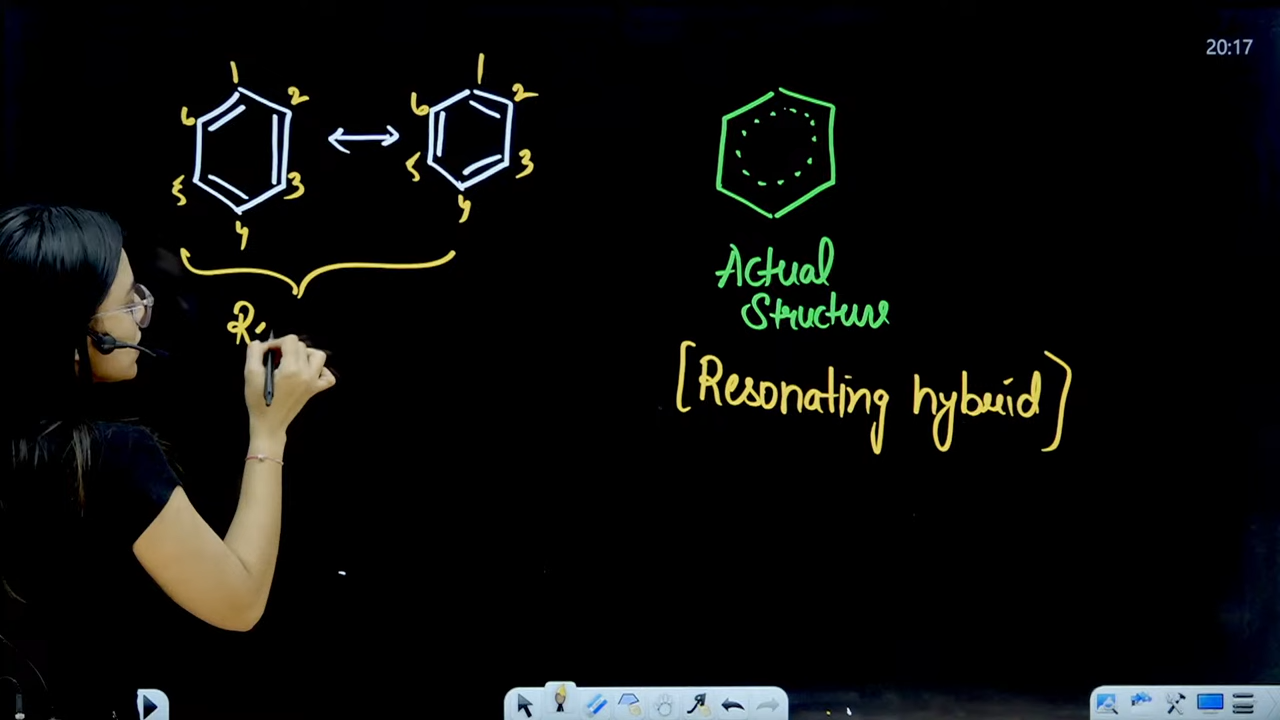 20:17
1
6 2
5 3
4
1
6 2
5 3
4
R
Actual
Structure
[Resonating hybrid]